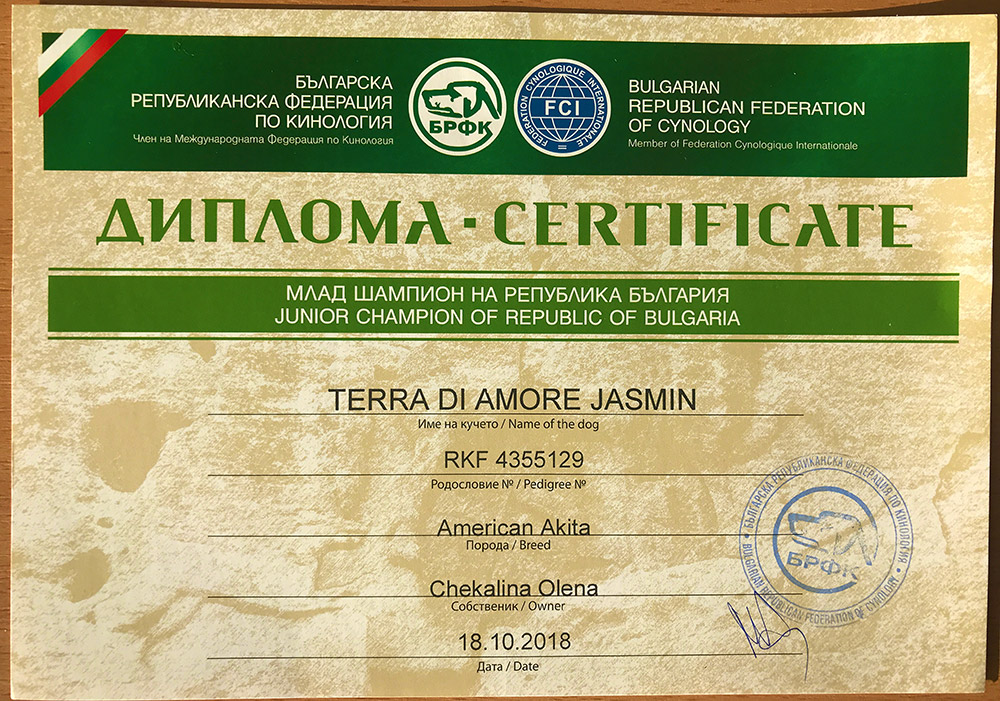 БЪЛГАРСКА
РЕПУБЛИКАНСКА ФЕДЕРАЦИЯ
ПО КИНОЛОГИЯ
Член на Международната Федерация по Кинология
БРФК
FEDERATION CYNOLOGIQUE INTERNATIONALE
FCI
BULGARIAN
REPUBLICAN FEDERATION
OF CYNOLOGY
Member of Federation Cynologique Internationale
ДИПЛОМА · CERTIFICATE
МЛАД ШАМПИОН НА РЕПУБЛИКА БЪЛГАРИЯ
JUNIOR CHAMPION OF REPUBLIC OF BULGARIA
TERRA DI AMORE JASMIN
Име на кучето / Name of the dog
RKF 4355129
Родословие № / Pedigree №
American Akita
Порода / Breed
Chekalina Olena
Собственик / Owner
18.10.2018
Дата / Date
БЪЛГАРСКА РЕПУБЛИКАНСКА ФЕДЕРАЦИЯ ПО КИНОЛОГИЯ
БРФК
BULGARIAN REPUBLICAN FEDERATION OF CYNOLOGY